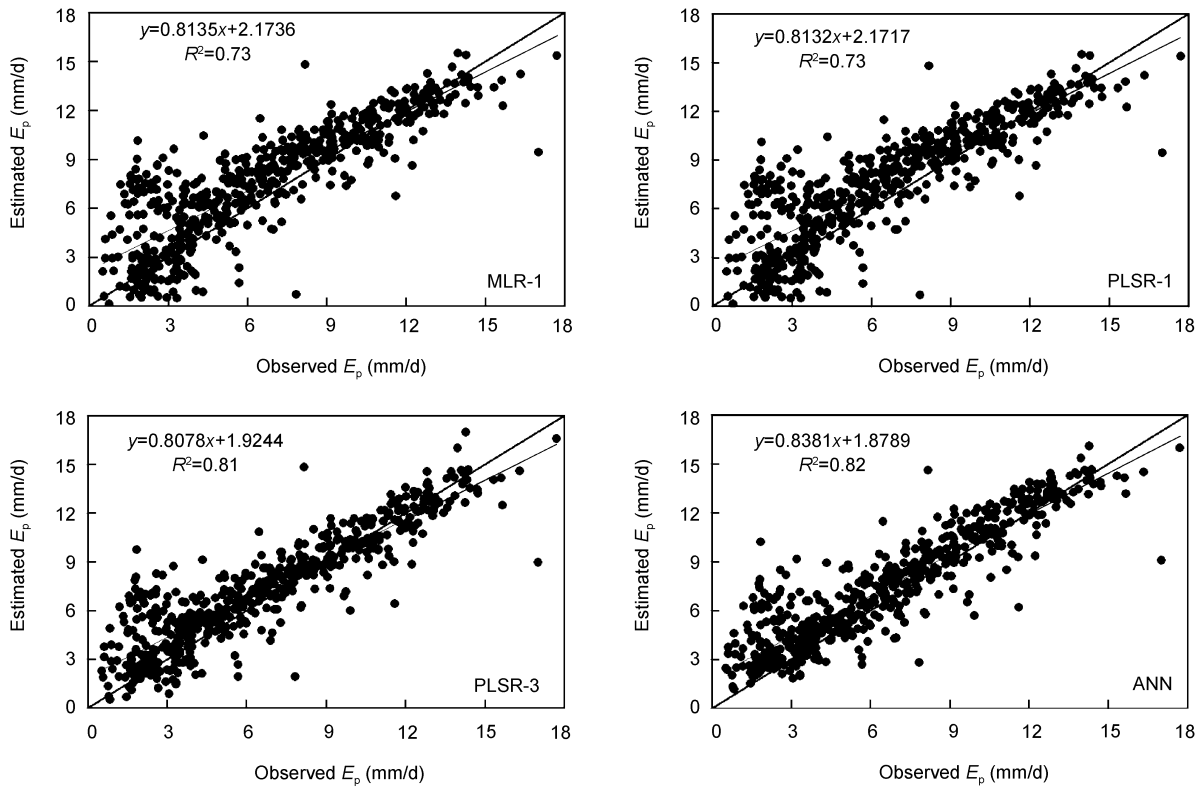 y=0.8135x+2.1736
R²=0.73
18
15
12
9
6
3
0
Estimated Ep (mm/d)
MLR-1
0 3 6 9 12 15 18
Observed Ep (mm/d)
y=0.8132x+2.1717
R²=0.73
18
15
12
9
6
3
0
Estimated Ep (mm/d)
PLSR-1
0 3 6 9 12 15 18
Observed Ep (mm/d)
y=0.8078x+1.9244
R²=0.81
18
15
12
9
6
3
0
Estimated Ep (mm/d)
PLSR-3
0 3 6 9 12 15 18
Observed Ep (mm/d)
y=0.8381x+1.8789
R²=0.82
18
15
12
9
6
3
0
Estimated Ep (mm/d)
ANN
0 3 6 9 12 15 18
Observed Ep (mm/d)